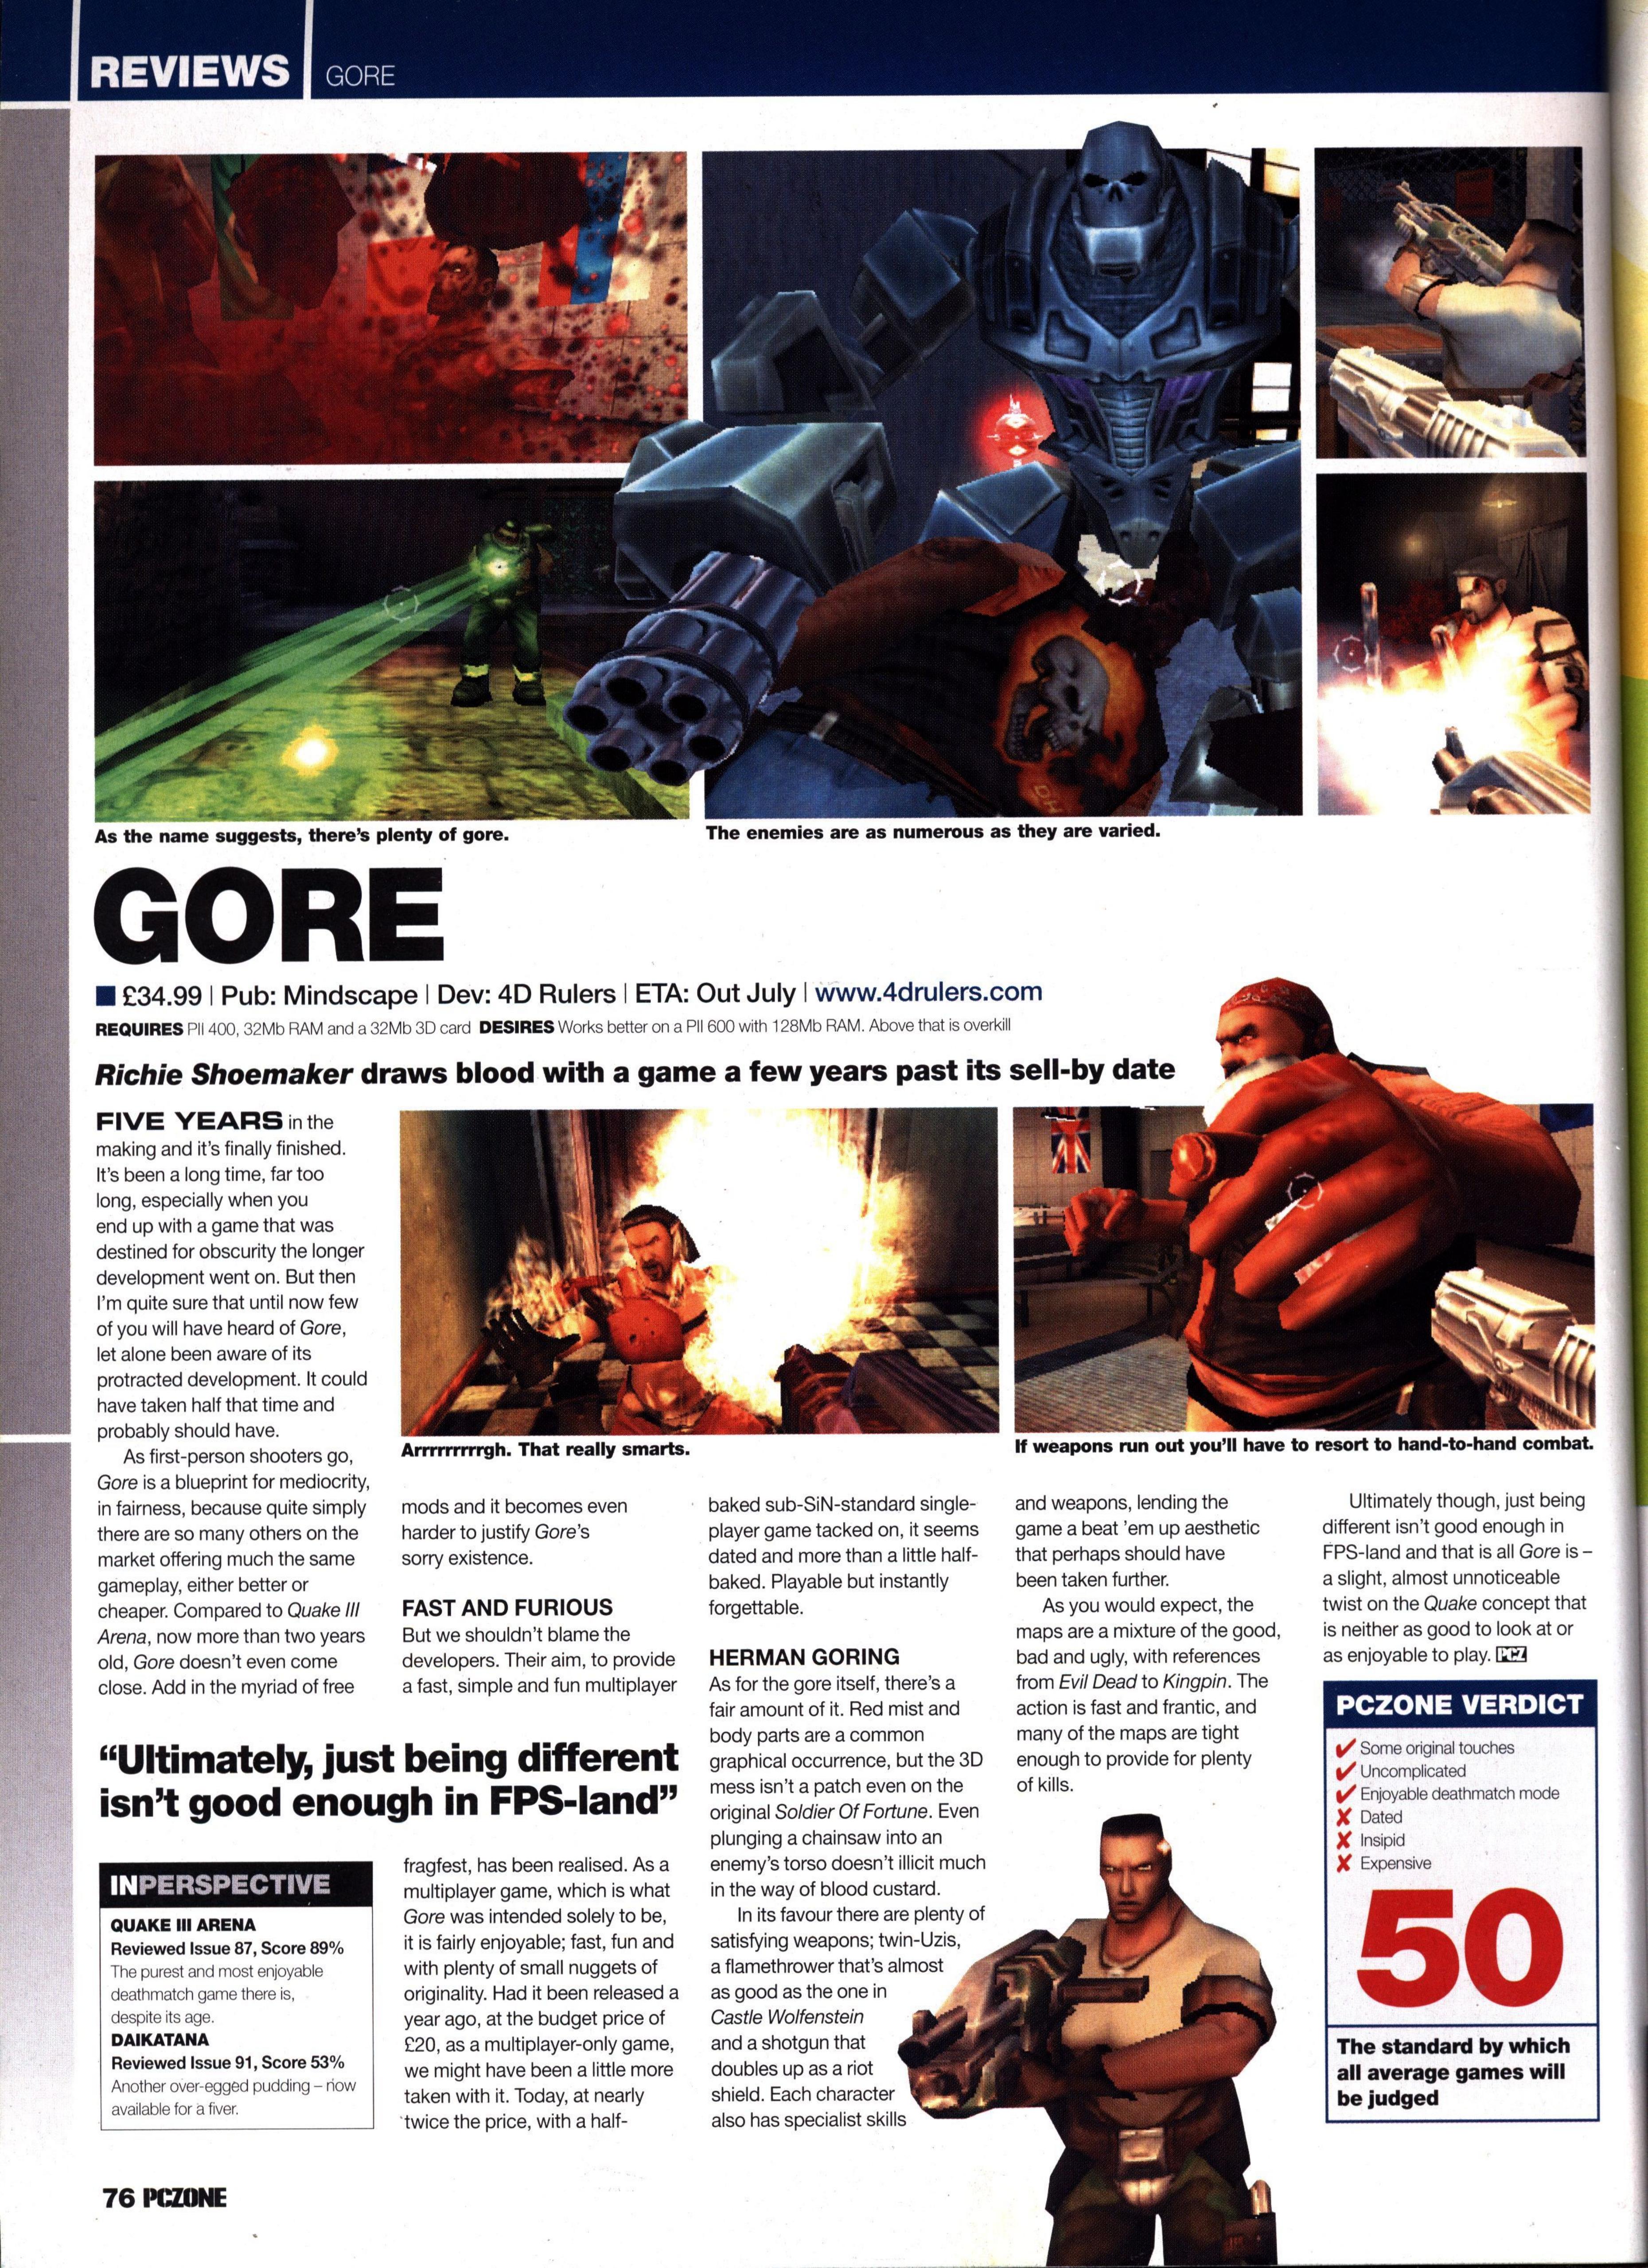 REVIEWS
GORE
As the name suggests, there's plenty of gore.
The enemies are as numerous as they are varied.
GORE
£34.99 | Pub: Mindscape | Dev: 4D Rulers | ETA: Out July | www.4drulers.com
REQUIRES PII 400, 32Mb RAM and a 32Mb 3D card DESIRES Works better on a PII 600 with 128Mb RAM. Above that is overkill
Richie Shoemaker draws blood with a game a few years past its sell-by date
FIVE YEARS in the
making and it's finally finished.
It's been a long time, far too
long, especially when you
end up with a game that was
destined for obscurity the longer
development went on. But then
I'm quite sure that until now few
of you will have heard of Gore,
let alone been aware of its
protracted development. It could
have taken half that time and
probably should have.
As first-person shooters go,
Gore is a blueprint for mediocrity,
in fairness, because quite simply
there are so many others on the
market offering much the same
gameplay, either better or
cheaper. Compared to Quake III
Arena, now more than two years
old, Gore doesn't even come
close. Add in the myriad of free
Arrrrrrrrrgh. That really smarts.
If weapons run out you'll have to resort to hand-to-hand combat.
mods and it becomes even
harder to justify Gore's
sorry existence.
FAST AND FURIOUS
But we shouldn't blame the
developers. Their aim, to provide
a fast, simple and fun multiplayer
"Ultimately, just being different
isn't good enough in FPS-land"
fragfest, has been realised. As a
multiplayer game, which is what
Gore was intended solely to be,
it is fairly enjoyable; fast, fun and
with plenty of small nuggets of
originality. Had it been released a
year ago, at the budget price of
£20, as a multiplayer-only game,
we might have been a little more
taken with it. Today, at nearly
twice the price, with a half-
baked sub-SiN-standard single-
player game tacked on, it seems
dated and more than a little half-
baked. Playable but instantly
forgettable.
HERMAN GORING
As for the gore itself, there's a
fair amount of it. Red mist and
body parts are a common
graphical occurrence, but the 3D
mess isn't a patch even on the
original Soldier Of Fortune. Even
plunging a chainsaw into an
enemy's torso doesn't illicit much
in the way of blood custard.
In its favour there are plenty of
satisfying weapons; twin-Uzis,
a flamethrower that's almost
as good as the one in
Castle Wolfenstein
and a shotgun that
doubles up as a riot
shield. Each character
also has specialist skills
and weapons, lending the
game a beat 'em up aesthetic
that perhaps should have
been taken further.
As you would expect, the
maps are a mixture of the good,
bad and ugly, with references
from Evil Dead to Kingpin. The
action is fast and frantic, and
many of the maps are tight
enough to provide for plenty
of kills.
Ultimately though, just being
different isn't good enough in
FPS-land and that is all Gore is –
a slight, almost unnoticeable
twist on the Quake concept that
is neither as good to look at or
as enjoyable to play. PCZ
INPERSPECTIVE
QUAKE III ARENA
Reviewed Issue 87, Score 89%
The purest and most enjoyable
deathmatch game there is,
despite its age.
DAIKATANA
Reviewed Issue 91, Score 53%
Another over-egged pudding – now
available for a fiver.
PCZONE VERDICT
✔ Some original touches
✔ Uncomplicated
✔ Enjoyable deathmatch mode
✘ Dated
✘ Insipid
✘ Expensive
50
The standard by which
all average games will
be judged
76 PCZONE